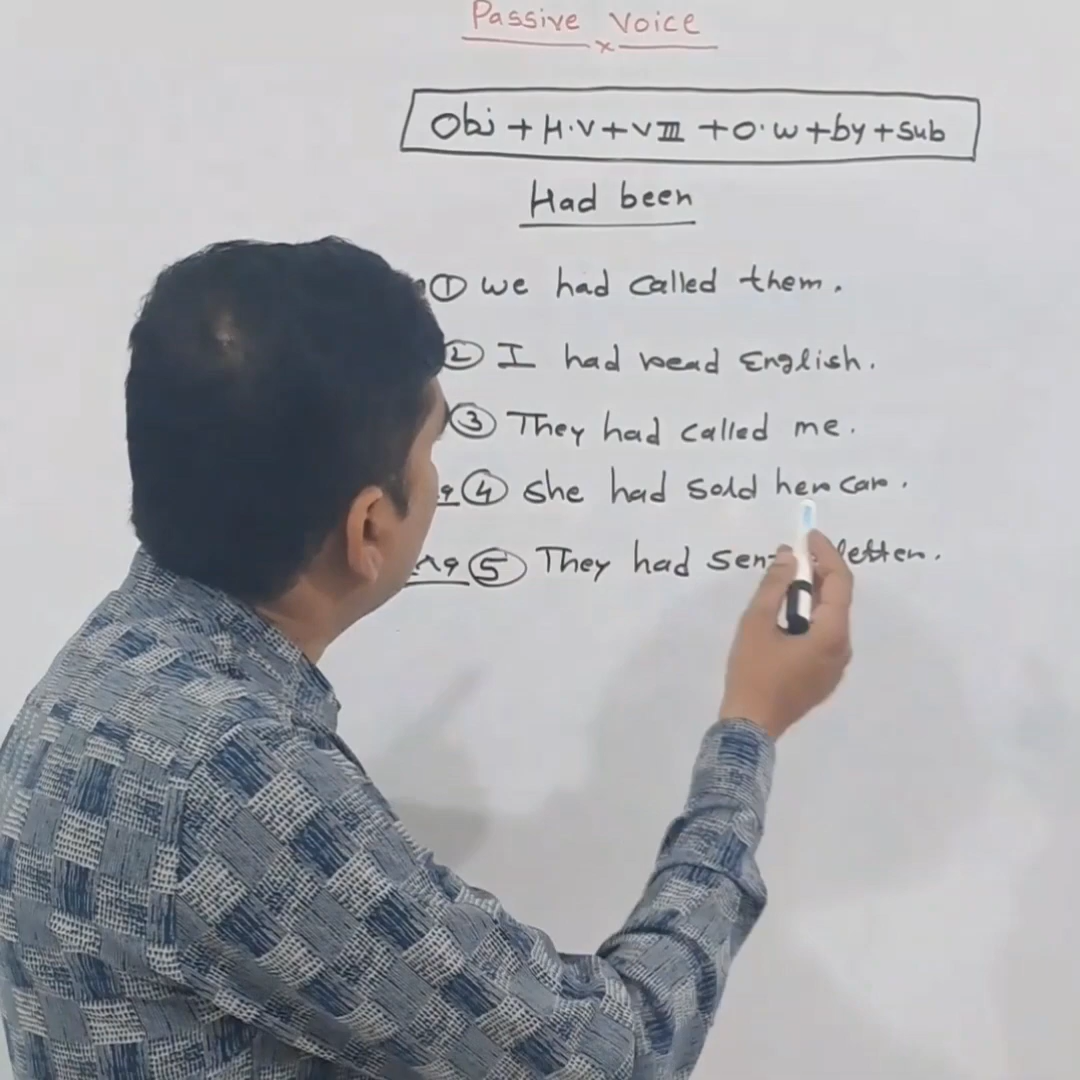 Passive Voice
x
Obj + H.V + V III + O.W + by + Sub
Had been
① We had called them.
② I had read English.
③ They had called me.
④ She had sold her car.
⑤ They had sent letter.